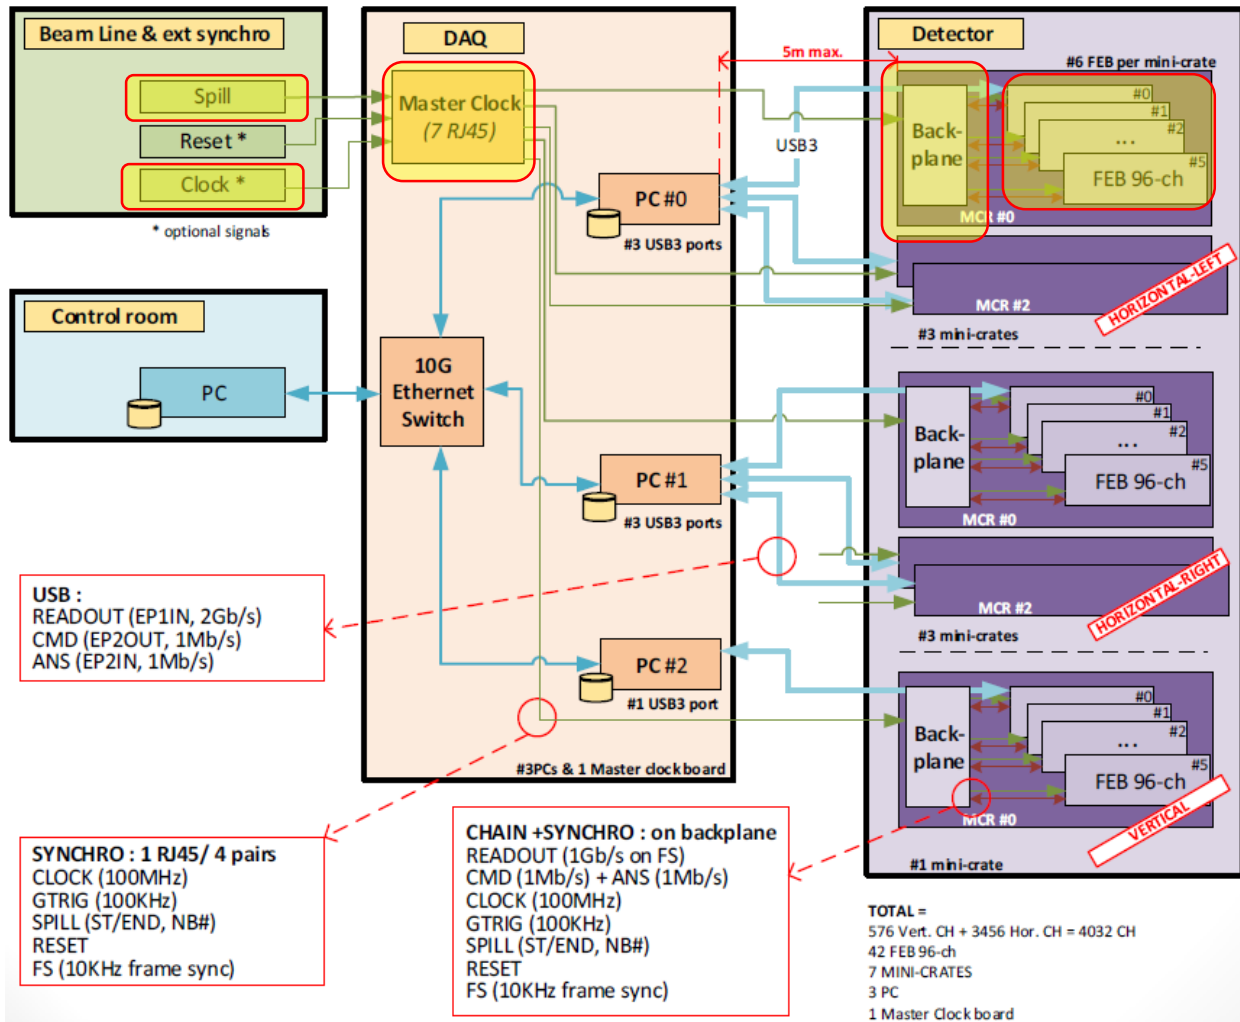 Beam Line & ext synchro
Spill
Reset *
Clock *
* optional signals
Control room
PC
DAQ
Master Clock
(7 RJ45)
5m max.
USB3
PC #0
#3 USB3 ports
10G
Ethernet
Switch
PC #1
#3 USB3 ports
PC #2
#1 USB3 port
#3PCs & 1 Master clock board
Detector
#6 FEB per mini-crate
Back-
plane
#0
#1
#2
...
#5
FEB 96-ch
MCR #0
MCR #2
HORIZONTAL-LEFT
#3 mini-crates
Back-
plane
#0
#1
#2
...
#5
FEB 96-ch
MCR #0
MCR #2
HORIZONTAL-RIGHT
#3 mini-crates
Back-
plane
#0
#1
#2
...
#5
FEB 96-ch
MCR #0
VERTICAL
#1 mini-crate
USB :
READOUT (EP1IN, 2Gb/s)
CMD (EP2OUT, 1Mb/s)
ANS (EP2IN, 1Mb/s)
SYNCHRO : 1 RJ45/ 4 pairs
CLOCK (100MHz)
GTRIG (100KHz)
SPILL (ST/END, NB#)
RESET
FS (10KHz frame sync)
CHAIN +SYNCHRO : on backplane
READOUT (1Gb/s on FS)
CMD (1Mb/s) + ANS (1Mb/s)
CLOCK (100MHz)
GTRIG (100KHz)
SPILL (ST/END, NB#)
RESET
FS (10KHz frame sync)
TOTAL =
576 Vert. CH + 3456 Hor. CH = 4032 CH
42 FEB 96-ch
7 MINI-CRATES
3 PC
1 Master Clock board